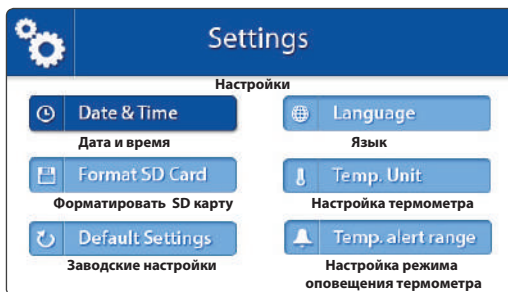 Settings
Настройки
Date & Time
Language
Дата и время
Язык
Format SD Card
Temp. Unit
Форматировать SD карту
Настройка термометра
Default Settings
Temp. alert range
Заводские настройки
Настройка режима
оповещения термометра